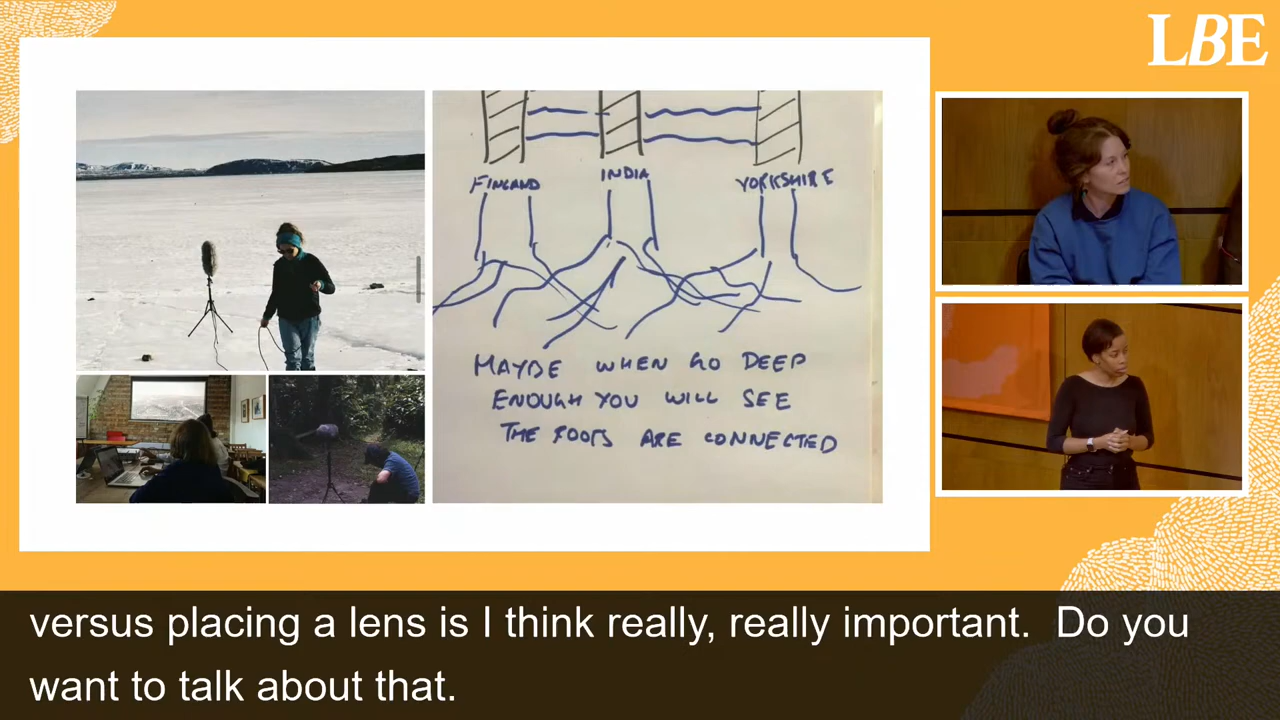 LBE
FINLAND INDIA YORKSHIRE
MAYBE WHEN GO DEEP
ENOUGH YOU WILL SEE
THE ROOTS ARE CONNECTED
versus placing a lens is I think really, really important. Do you
want to talk about that.